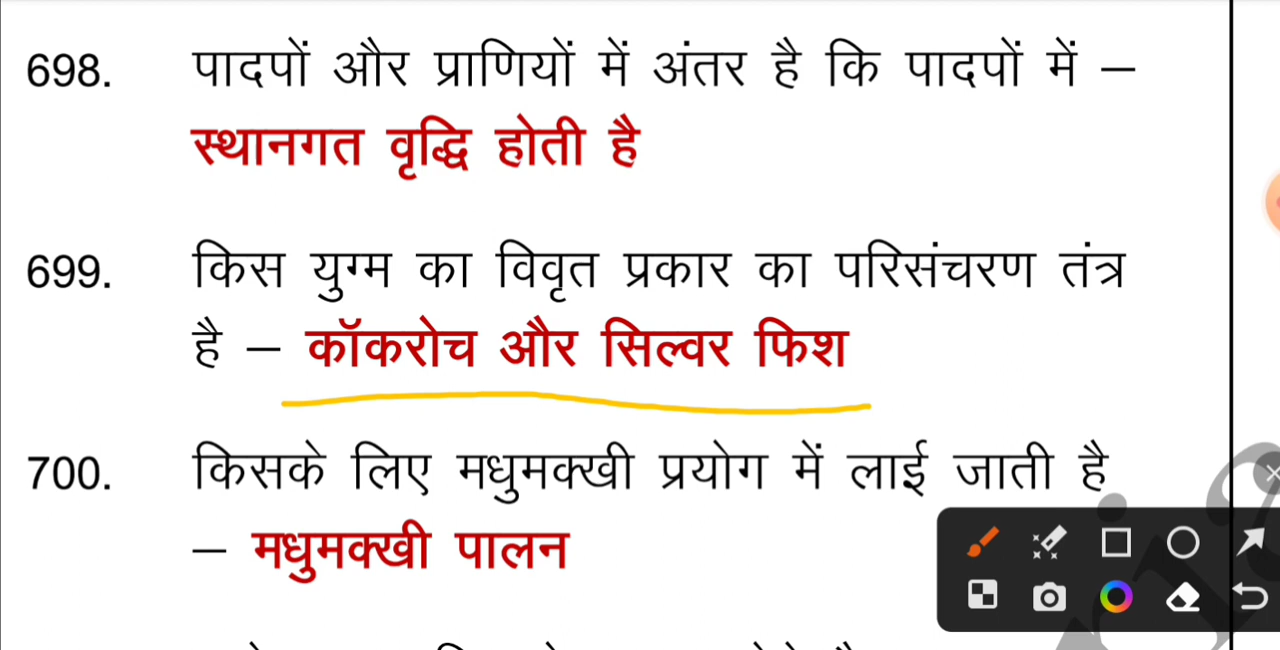 698. पादपों और प्राणियों में अंतर है कि पादपों में –
स्थानगत वृद्धि होती है
699. किस युग्म का विवृत प्रकार का परिसंचरण तंत्र
है – कॉकरोच और सिल्वर फिश
700. किसके लिए मधुमक्खी प्रयोग में लाई जाती है
– मधुमक्खी पालन